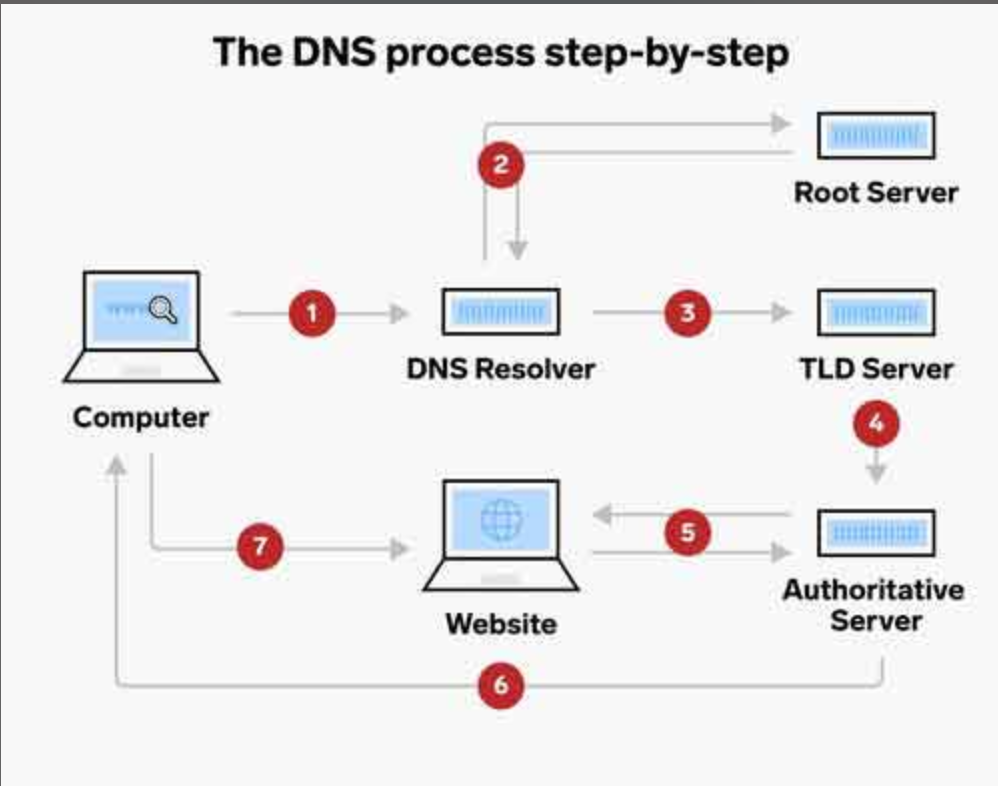 The DNS process step-by-step
2
Root Server
1
3
DNS Resolver
TLD Server
Computer
4
5
7
Authoritative
Server
Website
6